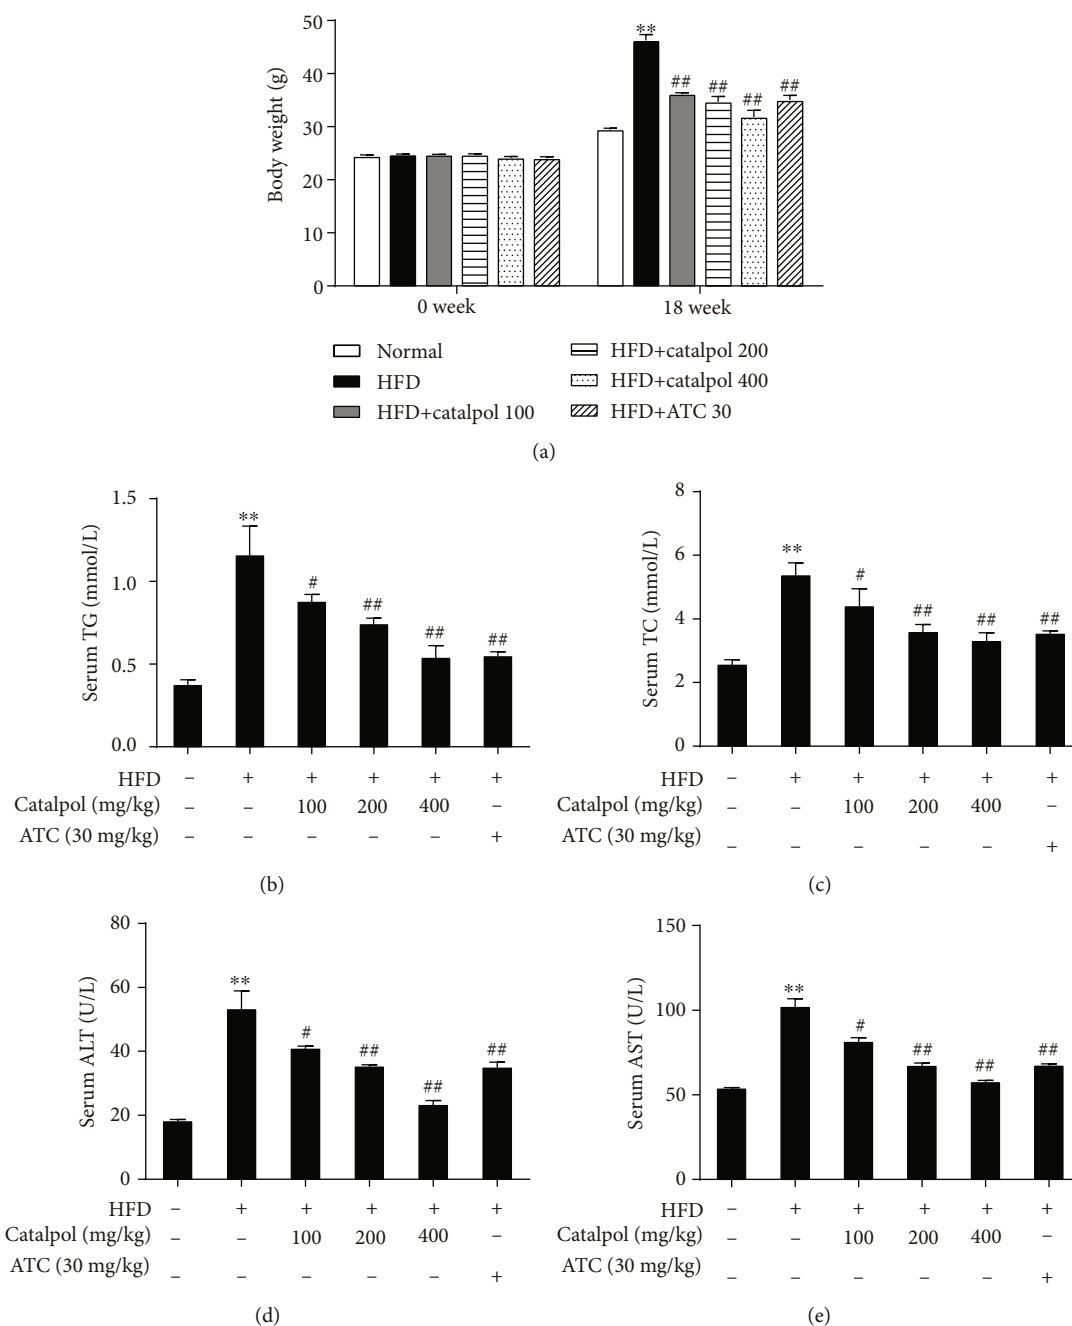 50
40
30
20
10
0
Body weight (g)
**
##
##
##
##
0 week
18 week
Normal
HFD
HFD+catalpol 100
HFD+catalpol 200
HFD+catalpol 400
HFD+ATC 30
(a)
1.5
1.0
0.5
0.0
Serum TG (mmol/L)
**
#
##
##
##
HFD – + + + + +
Catalpol (mg/kg) – – 100 200 400 –
ATC (30 mg/kg) – – – – – +
(b)
8
6
4
2
0
Serum TC (mmol/L)
**
#
##
##
##
HFD – + + + + +
Catalpol (mg/kg) – – 100 200 400 –
ATC (30 mg/kg) – – – – – +
(c)
80
60
40
20
0
Serum ALT (U/L)
**
#
##
##
##
HFD – + + + + +
Catalpol (mg/kg) – – 100 200 400 –
ATC (30 mg/kg) – – – – – +
(d)
150
100
50
0
Serum AST (U/L)
**
#
##
##
##
HFD – + + + + +
Catalpol (mg/kg) – – 100 200 400 –
ATC (30 mg/kg) – – – – – +
(e)